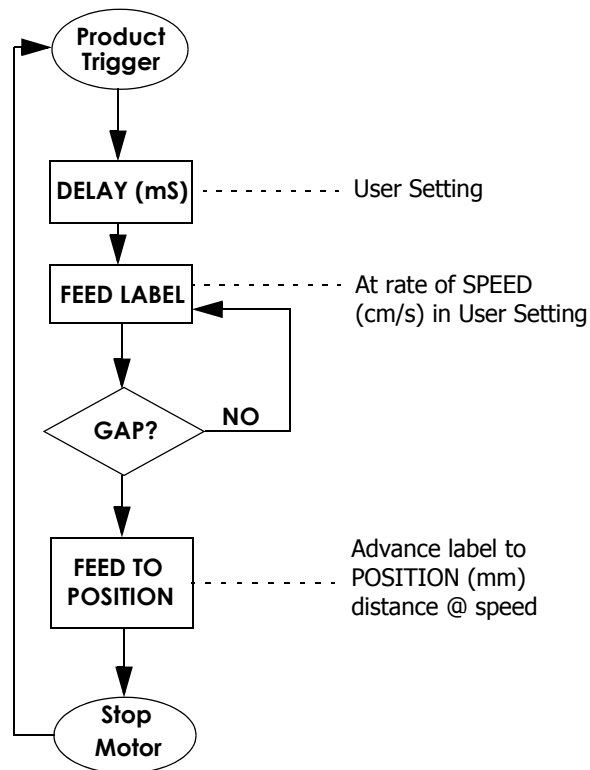 Product
Trigger
DELAY (mS)
User Setting
FEED LABEL
At rate of SPEED
(cm/s) in User Setting
GAP?
NO
FEED TO
POSITION
Advance label to
POSITION (mm)
distance @ speed
Stop
Motor